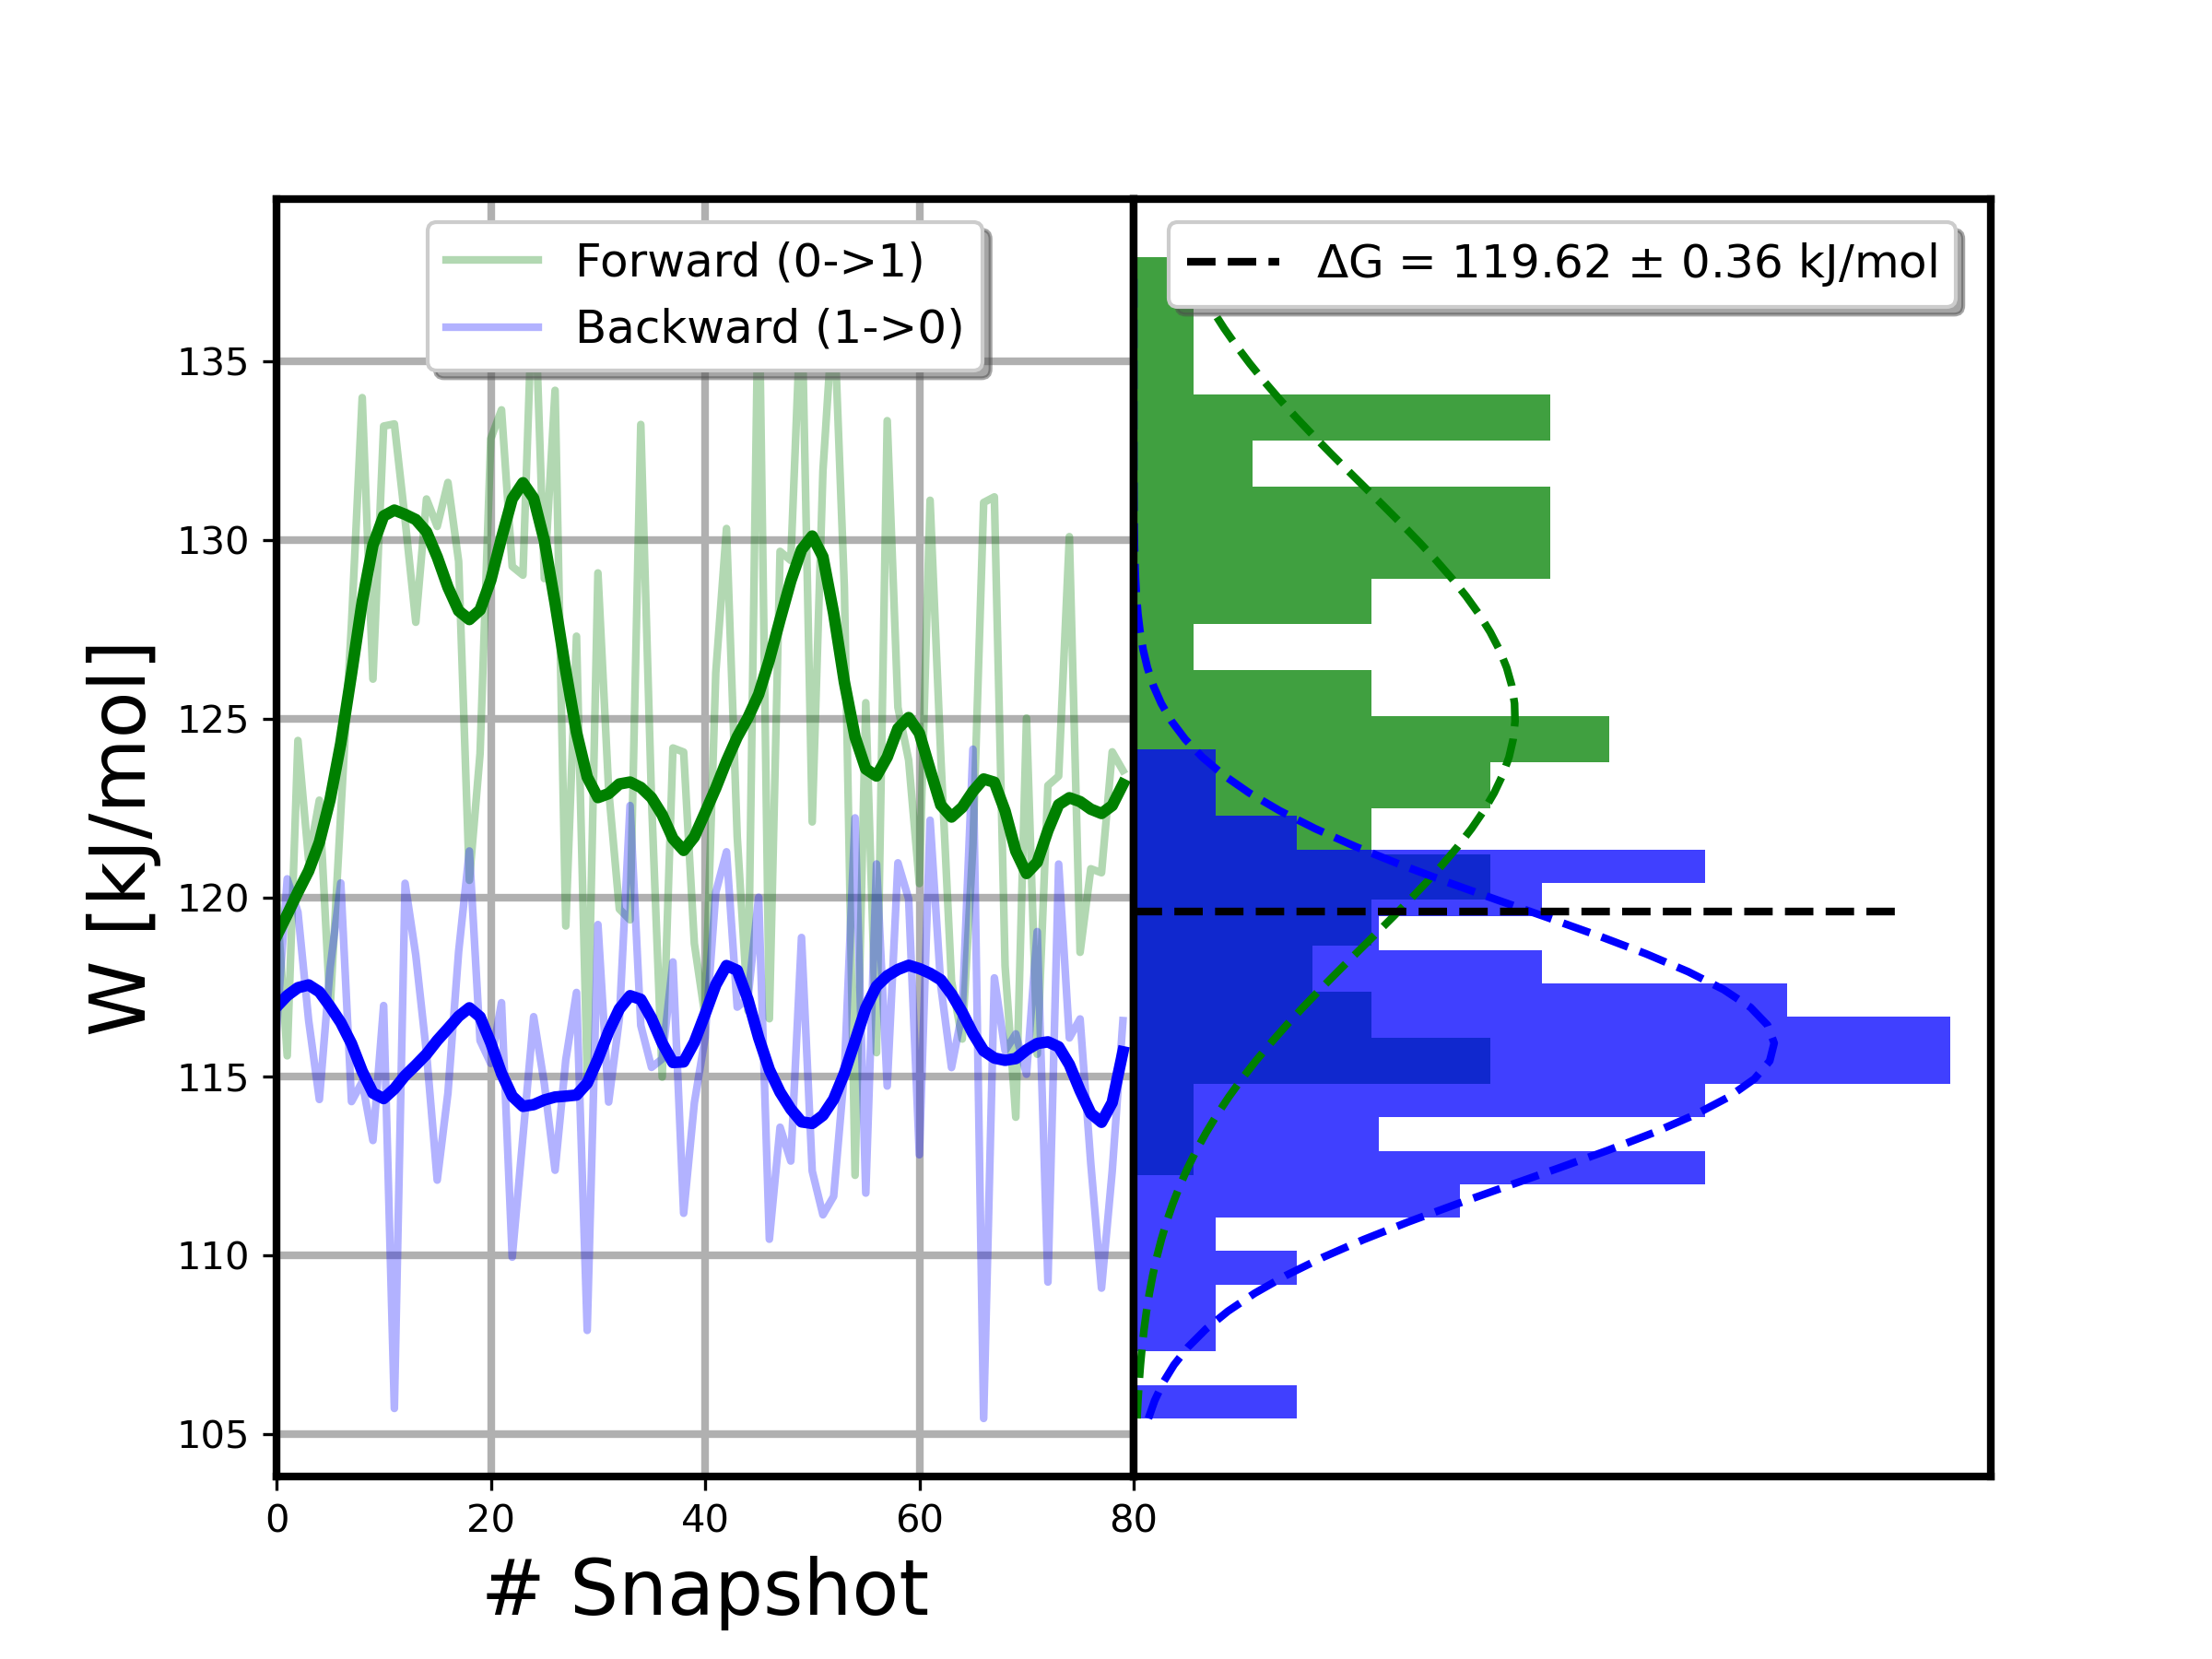 Forward (0->1)
Backward (1->0)
ΔG = 119.62 ± 0.36 kJ/mol
W [kJ/mol]
135
130
125
120
115
110
105
0
20
40
60
80
# Snapshot